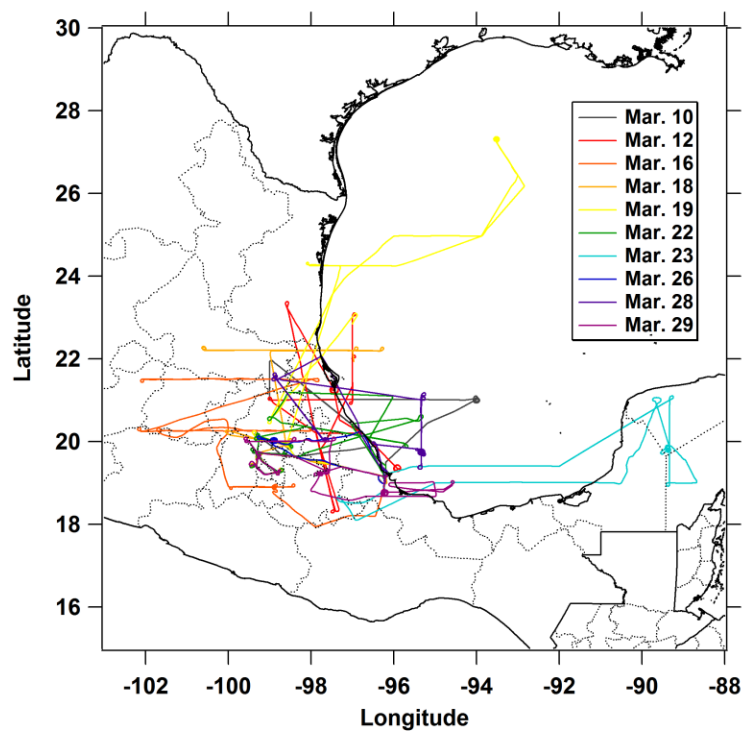 30
28
26
24
22
20
18
16
Latitude
Mar. 10
Mar. 12
Mar. 16
Mar. 18
Mar. 19
Mar. 22
Mar. 23
Mar. 26
Mar. 28
Mar. 29
-102 -100 -98 -96 -94 -92 -90 -88
Longitude